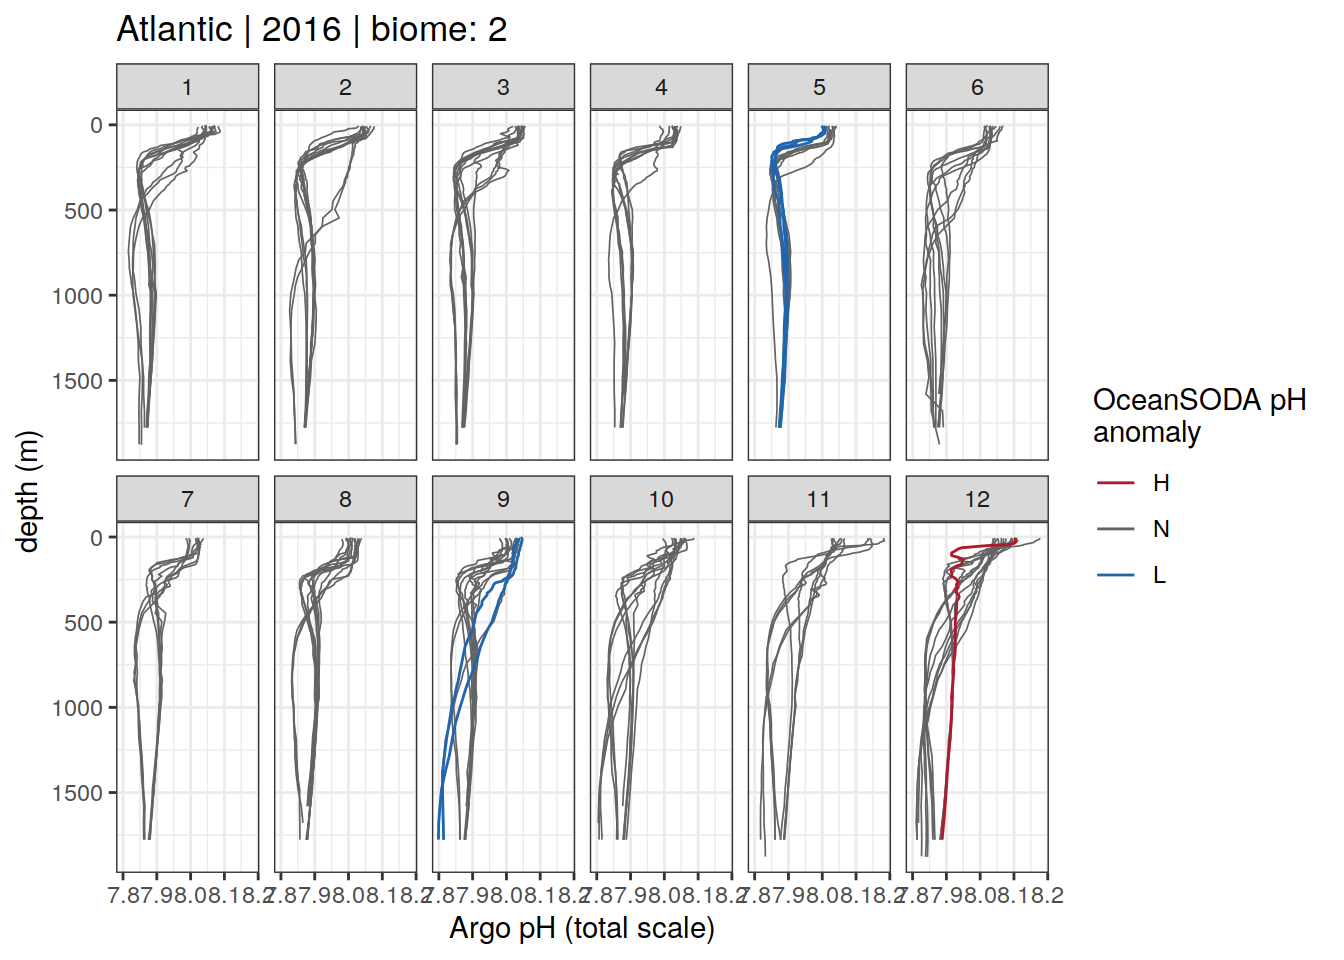 Atlantic | 2016 | biome: 2
1 2 3 4 5 6
0
500
1000
1500
7 8 9 10 11 12
0
500
1000
1500
depth (m)
7.87.98.08.18.27.87.98.08.18.27.87.98.08.18.27.87.98.08.18.27.87.98.08.18.27.87.98.08.18.2
Argo pH (total scale)
OceanSODA pH
anomaly
H
N
L